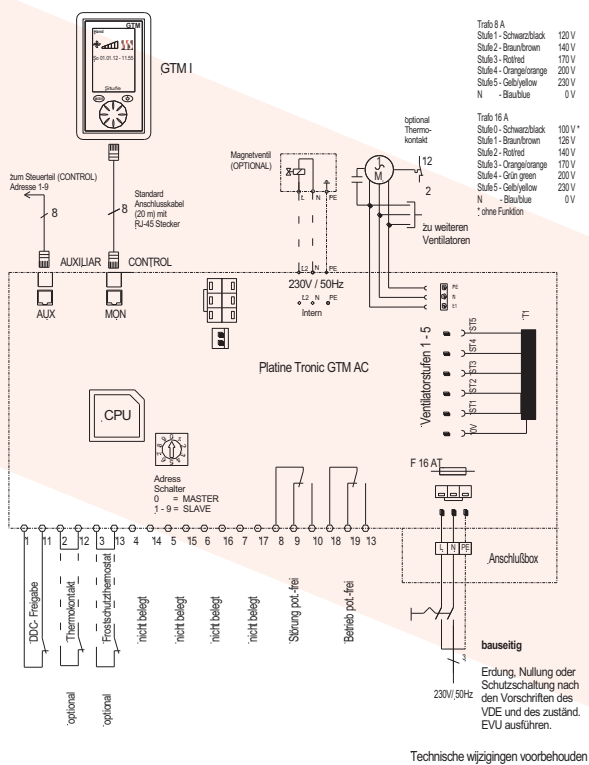 GTM
Hand
So 01.01.12 - 11:55
Stufe
GTM I
Trafo 8 A
Stufe 1 - Schwarz/black 120 V
Stufe 2 - Braun/brown 140 V
Stufe 3 - Rot/red 170 V
Stufe 4 - Orange/orange 200 V
Stufe 5 - Gelb/yellow 230 V
N - Blau/blue 0 V
Trafo 16 A
Stufe 0 - Schwarz/black 100 V *
Stufe 1 - Braun/brown 126 V
Stufe 2 - Rot/red 140 V
Stufe 3 - Orange/orange 170 V
Stufe 4 - Grün green 200 V
Stufe 5 - Gelb/yellow 230 V
N - Blau/blue 0 V
* ohne Funktion
optional
Thermo-
kontakt
12
2
1
M
Magnetventil
(OPTIONAL)
L N PE
zu weiteren
Ventilatoren
zum Steuerteil (CONTROL)
Adresse 1-9
8
Standard
Anschlusskabel
(20 m) mit
RJ-45 Stecker
8
AUXILIAR CONTROL
AUX MON
L2 N PE
230V / 50Hz
L2 N PE
Intern
PE
N
E1
T1
Ventilatorstufen 1 - 5
ST5
ST4
ST3
ST2
ST1
0V
Platine Tronic GTM AC
CPU
Adress
Schalter
0 = MASTER
1 - 9 = SLAVE
F 16 AT
L N PE
Anschlußbox
1 11 2 12 3 13 4 14 5 15 6 16 7 17 8 9 10 18 19 13
DDC- Freigabe
Thermokontakt
Frostschutzthermostat
nicht belegt
nicht belegt
nicht belegt
nicht belegt
Störung pot.-frei
Betrieb pot.-frei
optional
optional
3
230V/ 50Hz
bauseitig
Erdung, Nullung oder
Schutzschaltung nach
den Vorschriften des
VDE und des zuständ.
EVU ausführen.
Technische wijzigingen voorbehouden